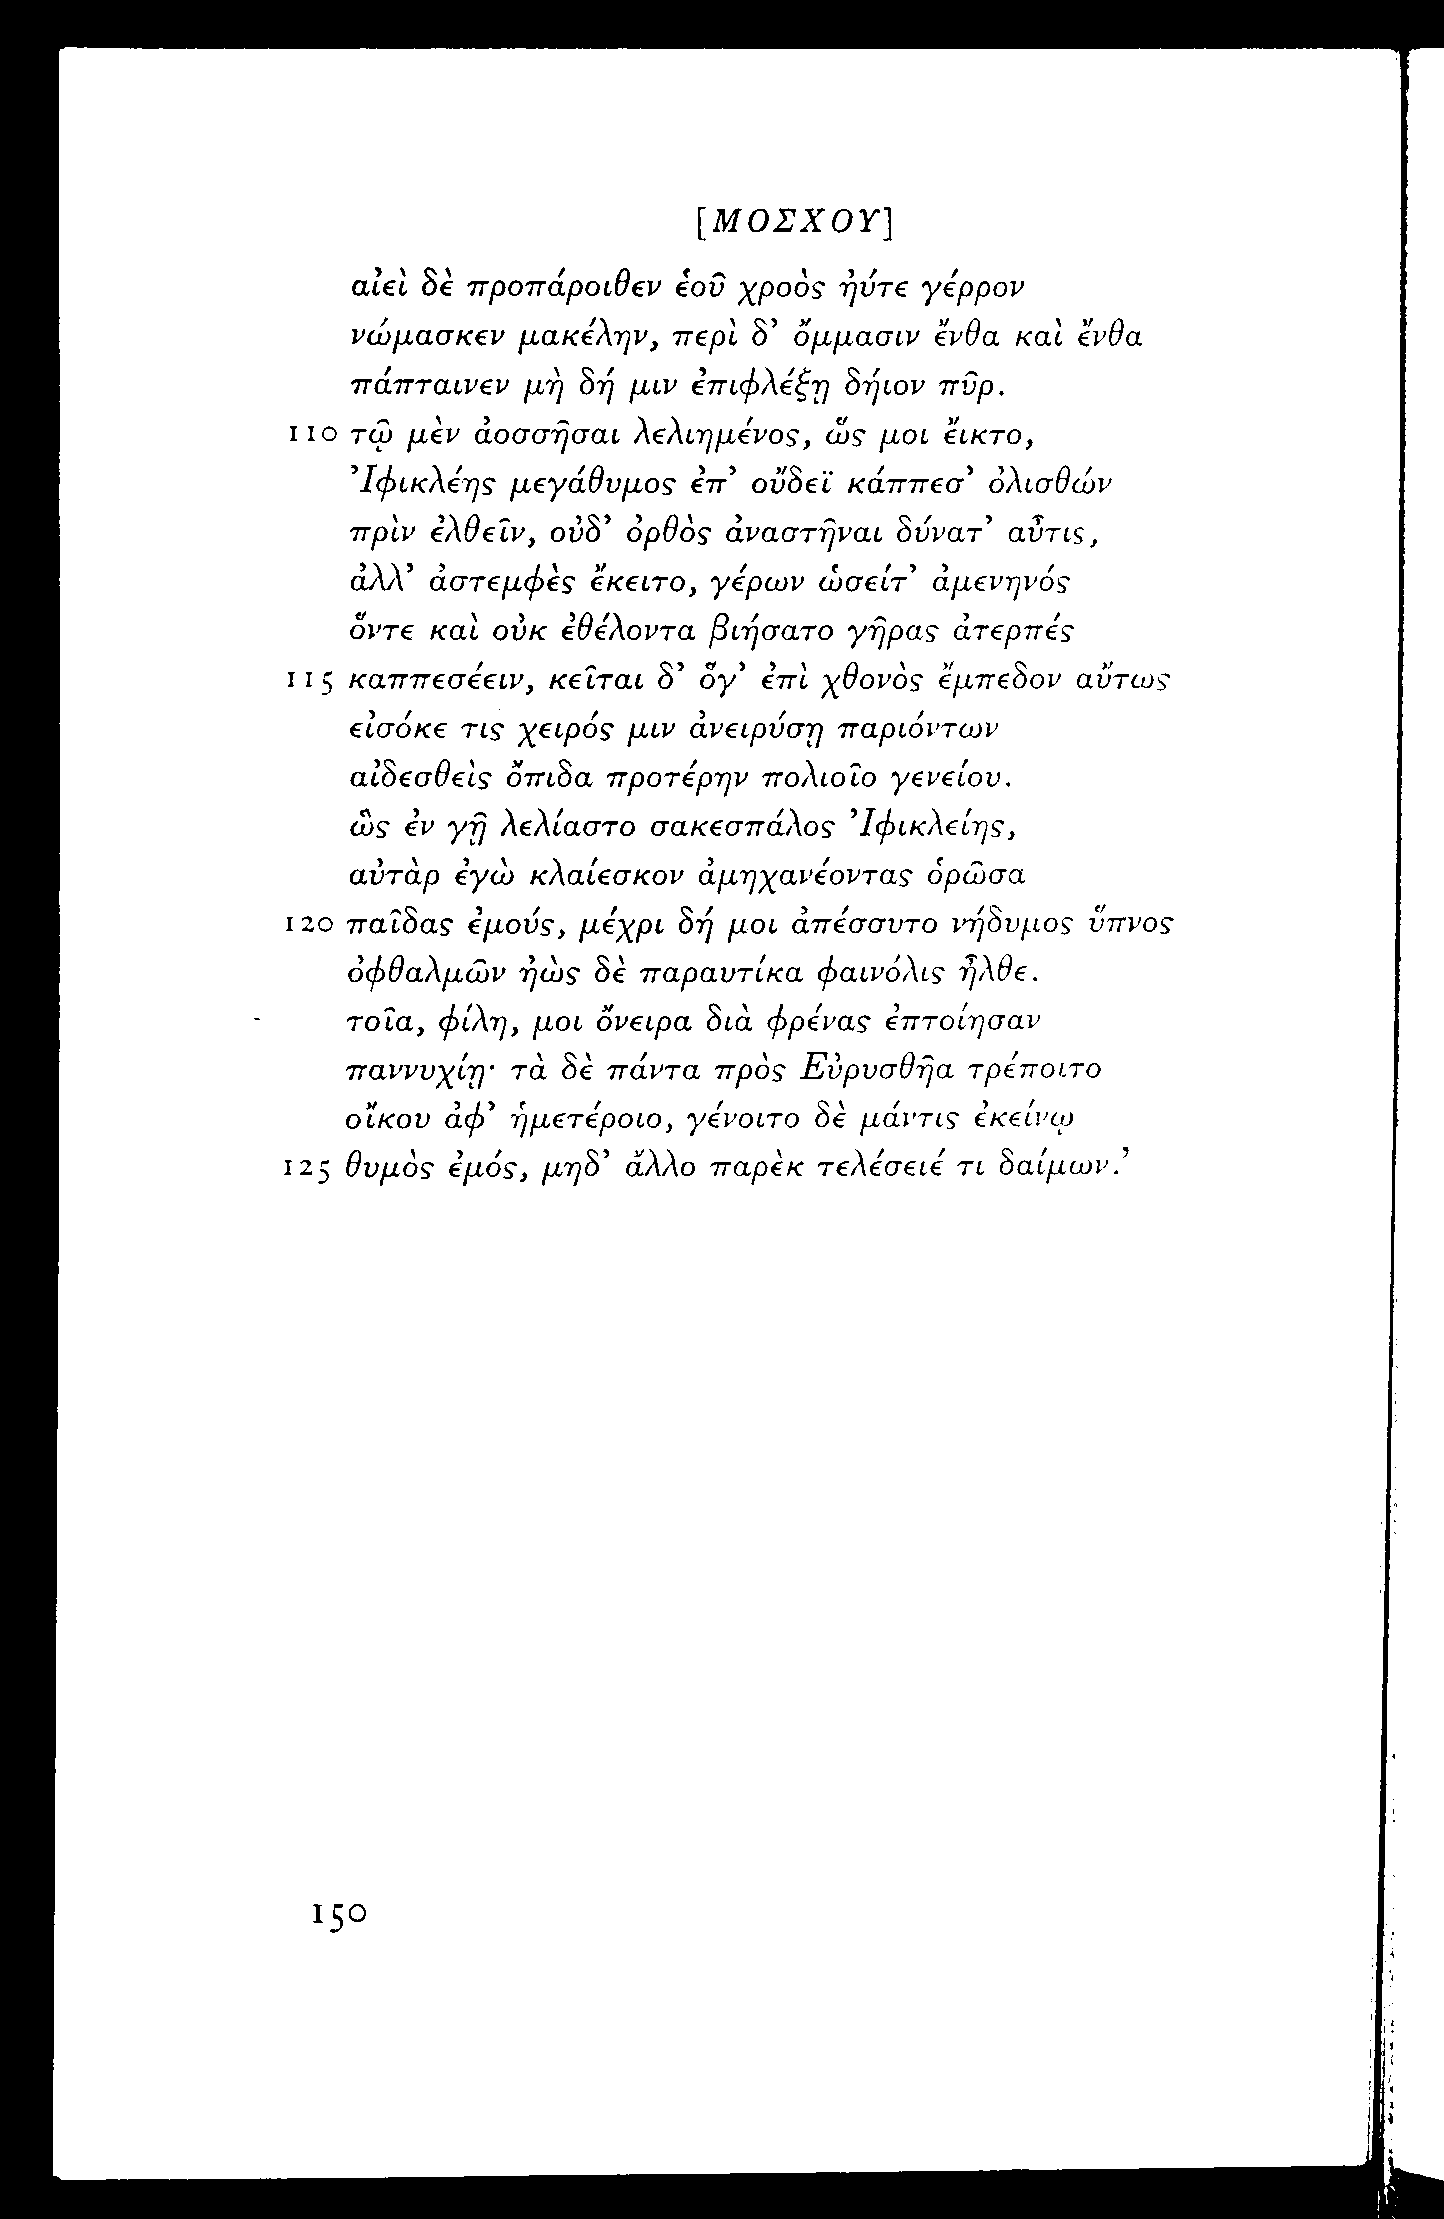 [ΜΟΣΧΟΥ]
αἰεὶ δὲ προπάροιθεν ἑοῦ χροὸς ἠύτε γέρρον
νώμασκεν μακέλην, περὶ δ’ ὄμμασιν ἔνθα καὶ ἔνθα
πάπταινεν μὴ δή μιν ἐπιφλέξῃ δήιον πῦρ.
110 τῷ μὲν ἀοσσῆσαι λελιημένος, ὥς μοι ἔικτο,
Ἰφικλέης μεγάθυμος ἐπ’ οὔδεϊ κάππεσ’ ὀλισθών
πρὶν ἐλθεῖν, οὐδ’ ὀρθὸς ἀναστῆναι δύνατ’ αὖτις,
ἀλλ’ ἀστεμφὲς ἔκειτο, γέρων ὡσείτ’ ἀμενηνός
ὅντε καὶ οὐκ ἐθέλοντα βιήσατο γῆρας ἀτερπές
115 καππεσέειν, κεῖται δ’ ὅγ’ ἐπὶ χθονὸς ἔμπεδον αὔτως
εἰσόκε τις χειρός μιν ἀνειρύσῃ παριόντων
αἰδεσθεὶς ὄπιδα προτέρην πολιοῖο γενείου.
ὣς ἐν γῇ λελίαστο σακεσπάλος Ἰφικλείης,
αὐτὰρ ἐγὼ κλαίεσκον ἀμηχανέοντας ὁρῶσα
120 παῖδας ἐμούς, μέχρι δή μοι ἀπέσσυτο νήδυμος ὕπνος
ὀφθαλμῶν ἠὼς δὲ παραυτίκα φαινόλις ἦλθε.
τοῖα, φίλη, μοι ὄνειρα διὰ φρένας ἐπτοίησαν
παννυχίῃ· τὰ δὲ πάντα πρὸς Εὐρυσθῆα τρέποιτο
οἴκου ἀφ’ ἡμετέροιο, γένοιτο δὲ μάντις ἐκείνῳ
125 θυμὸς ἐμός, μηδ’ ἄλλο παρὲκ τελέσειέ τι δαίμων.’
150